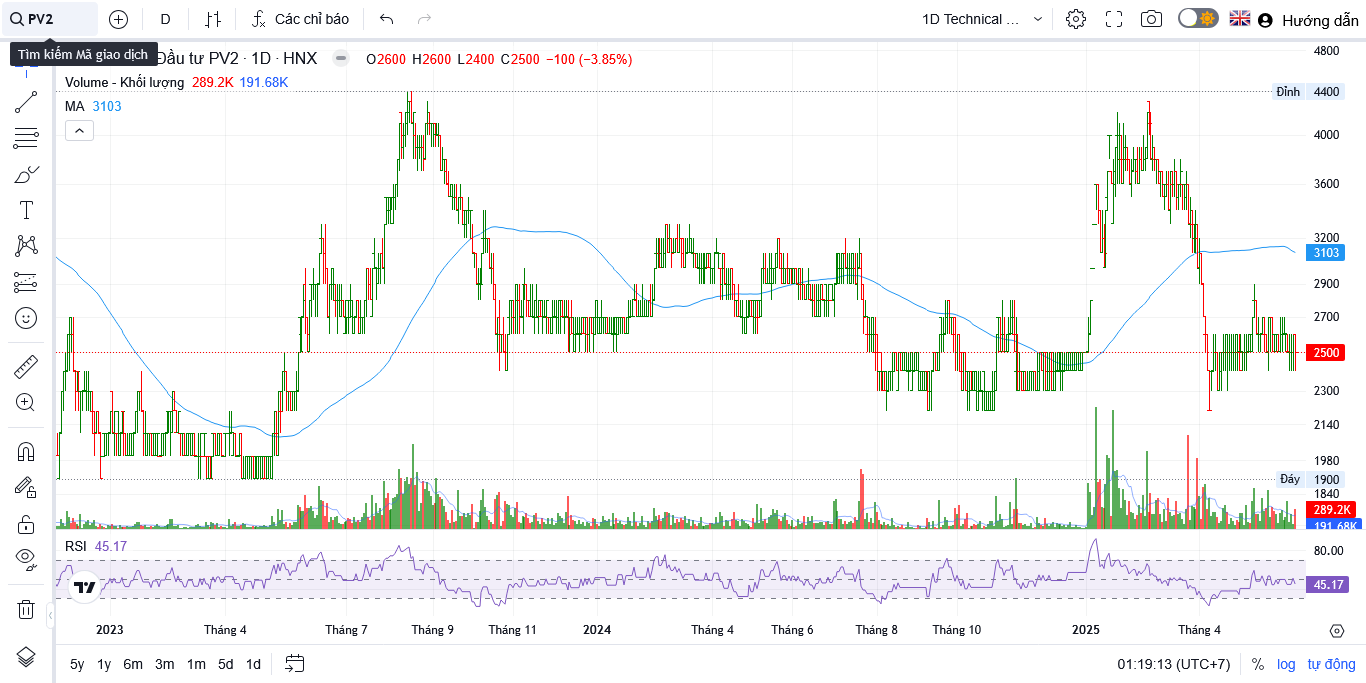 PV2
D
Các chỉ báo
1D Technical ...
Hướng dẫn
Tìm kiếm Mã giao dịch
Đầu tư PV2 · 1D · HNX
O2600 H2600 L2400 C2500 −100 (−3.85%)
Volume - Khối lượng 289.2K 191.68K
MA 3103
4800
Đỉnh 4400
4000
3600
3200
3103
2900
2700
2500
2300
2140
1980
Đáy 1900
1840
289.2K
191.68K
RSI 45.17
80.00
45.17
2023 Tháng 4 Tháng 7 Tháng 9 Tháng 11 2024 Tháng 4 Tháng 6 Tháng 8 Tháng 10 2025 Tháng 4
5y 1y 6m 3m 1m 5d 1d
01:19:13 (UTC+7) % log tự động